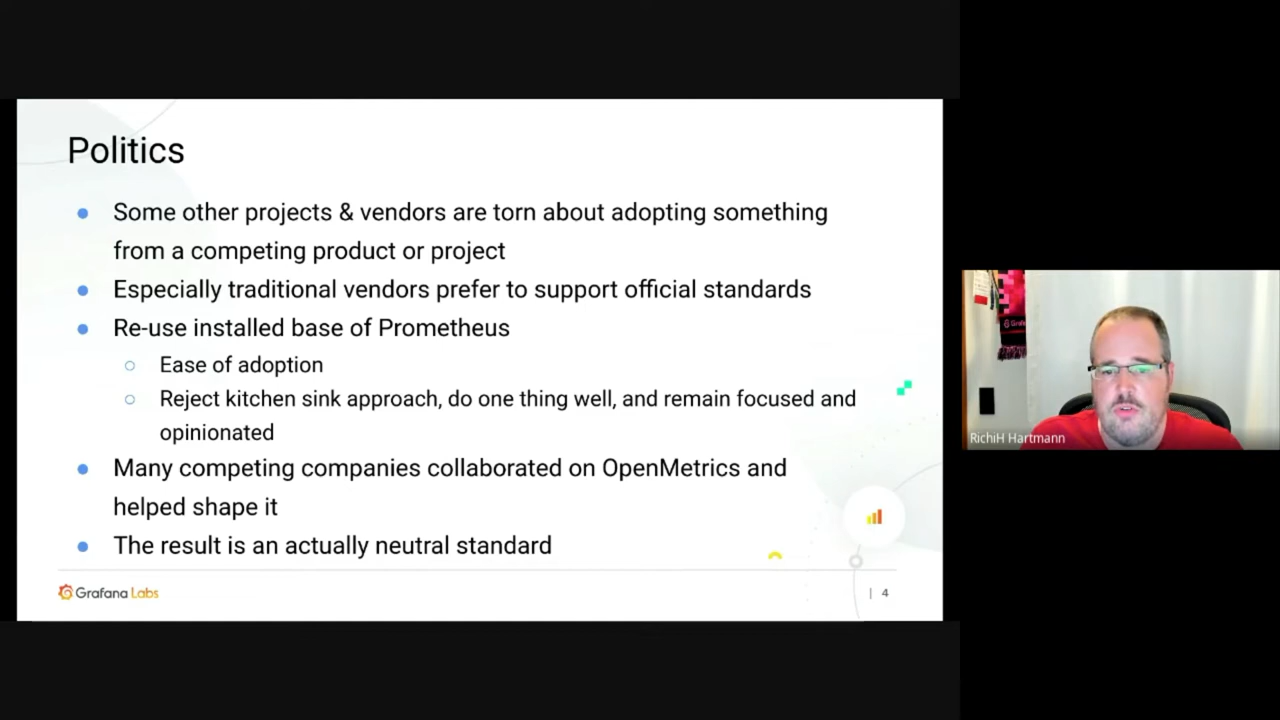 Politics
Some other projects & vendors are torn about adopting something
from a competing product or project
Especially traditional vendors prefer to support official standards
Re-use installed base of Prometheus
Ease of adoption
Reject kitchen sink approach, do one thing well, and remain focused and
opinionated
Many competing companies collaborated on OpenMetrics and
helped shape it
The result is an actually neutral standard
Grafana Labs
| 4
RichiH Hartmann